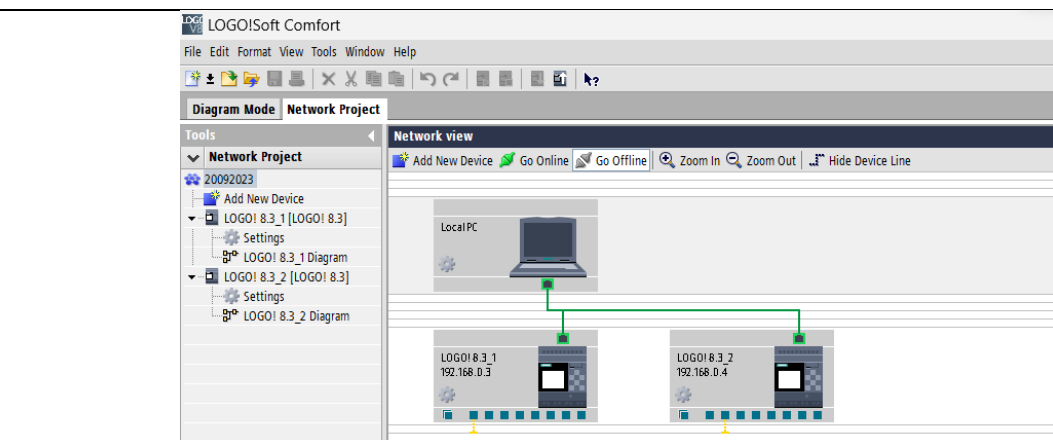 LOGO!Soft Comfort
File Edit Format View Tools Window Help
Diagram Mode Network Project
Tools
Network Project
20092023
Add New Device
LOGO! 8.3_1 [LOGO! 8.3]
Settings
LOGO! 8.3_1 Diagram
LOGO! 8.3_2 [LOGO! 8.3]
Settings
LOGO! 8.3_2 Diagram
Network view
Add New Device Go Online Go Offline Zoom In Zoom Out Hide Device Line
Local PC
LOGO! 8.3_1
192.168.0.3
LOGO! 8.3_2
192.168.0.4